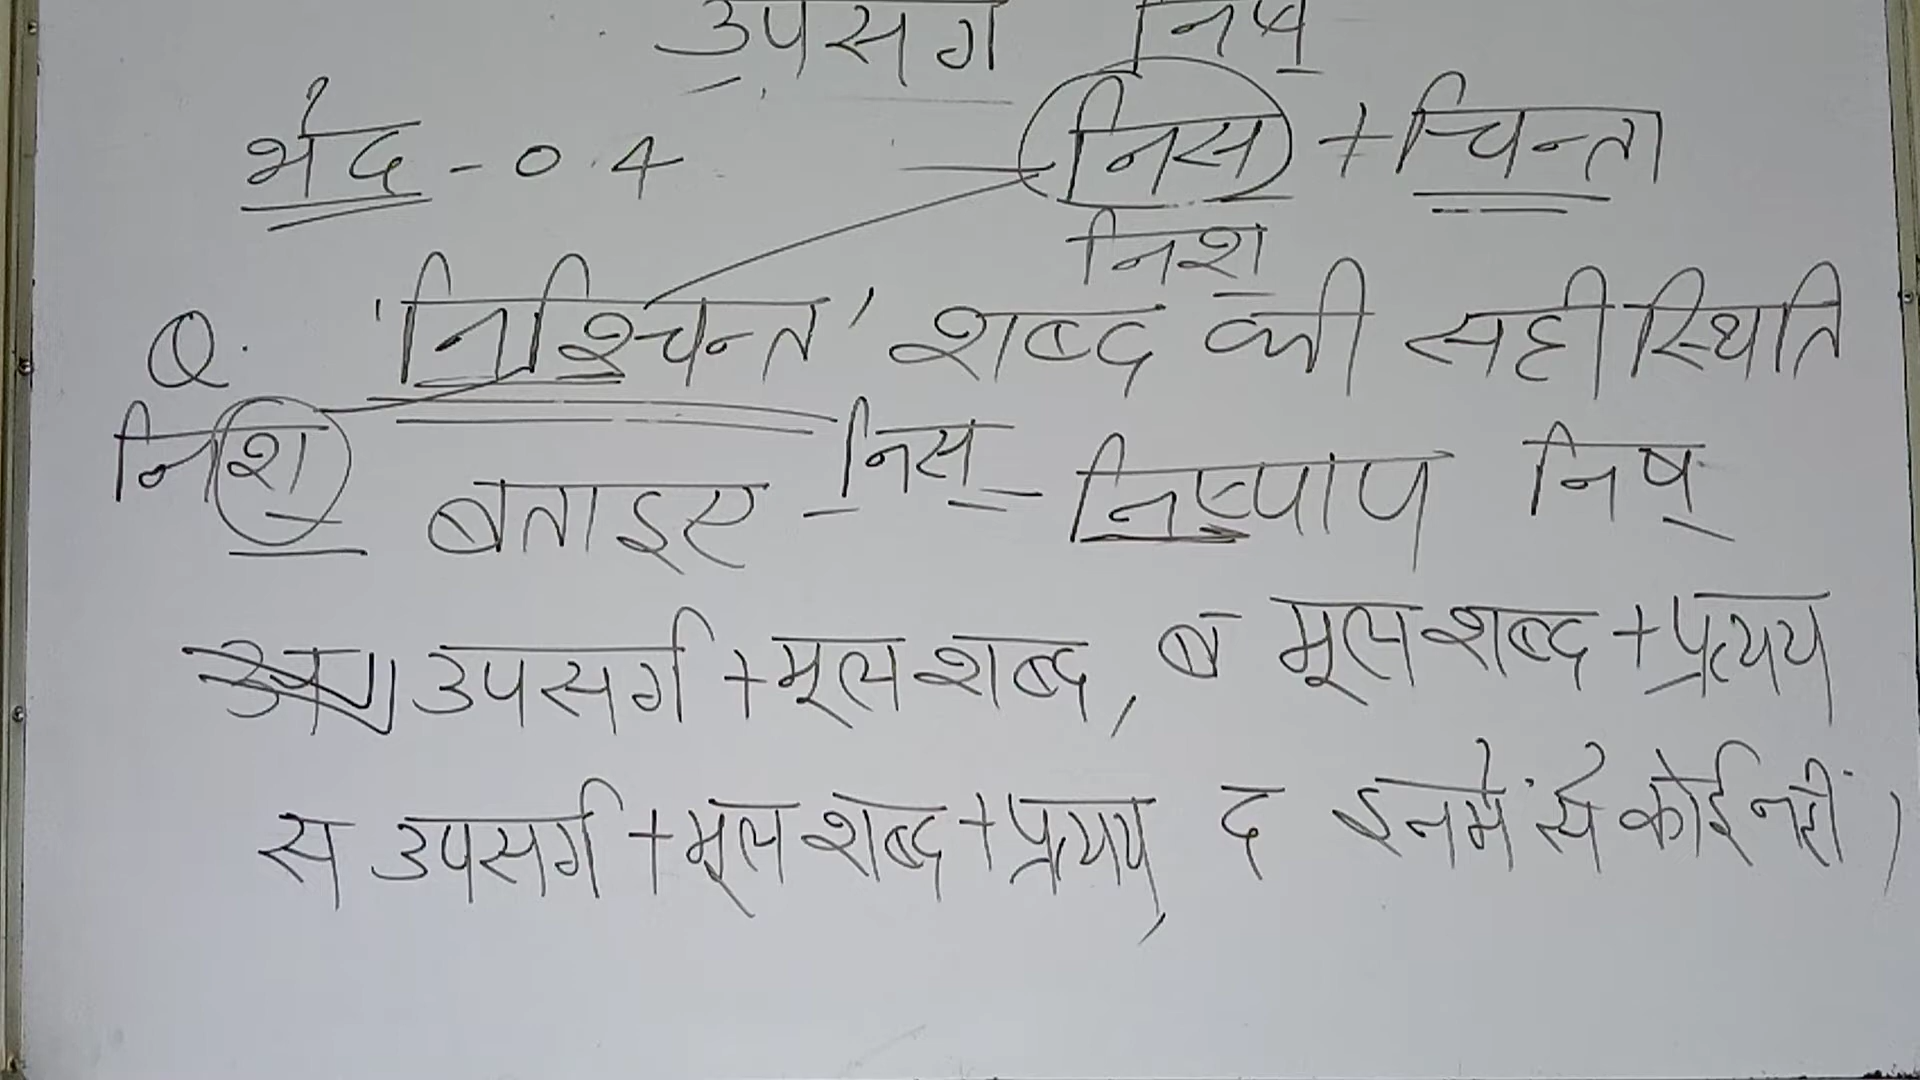 उपसर्ग निष्
भेद - 04 निस + चिन्ता
निश
Q. 'निश्चिन्त' शब्द की सही स्थिति
निश
बताइए निस् निष्पाप निष्
उपसर्ग + मूल शब्द, ब मूल शब्द + प्रत्यय
स उपसर्ग + मूल शब्द + प्रत्यय, द इनमें से कोई नहीं।